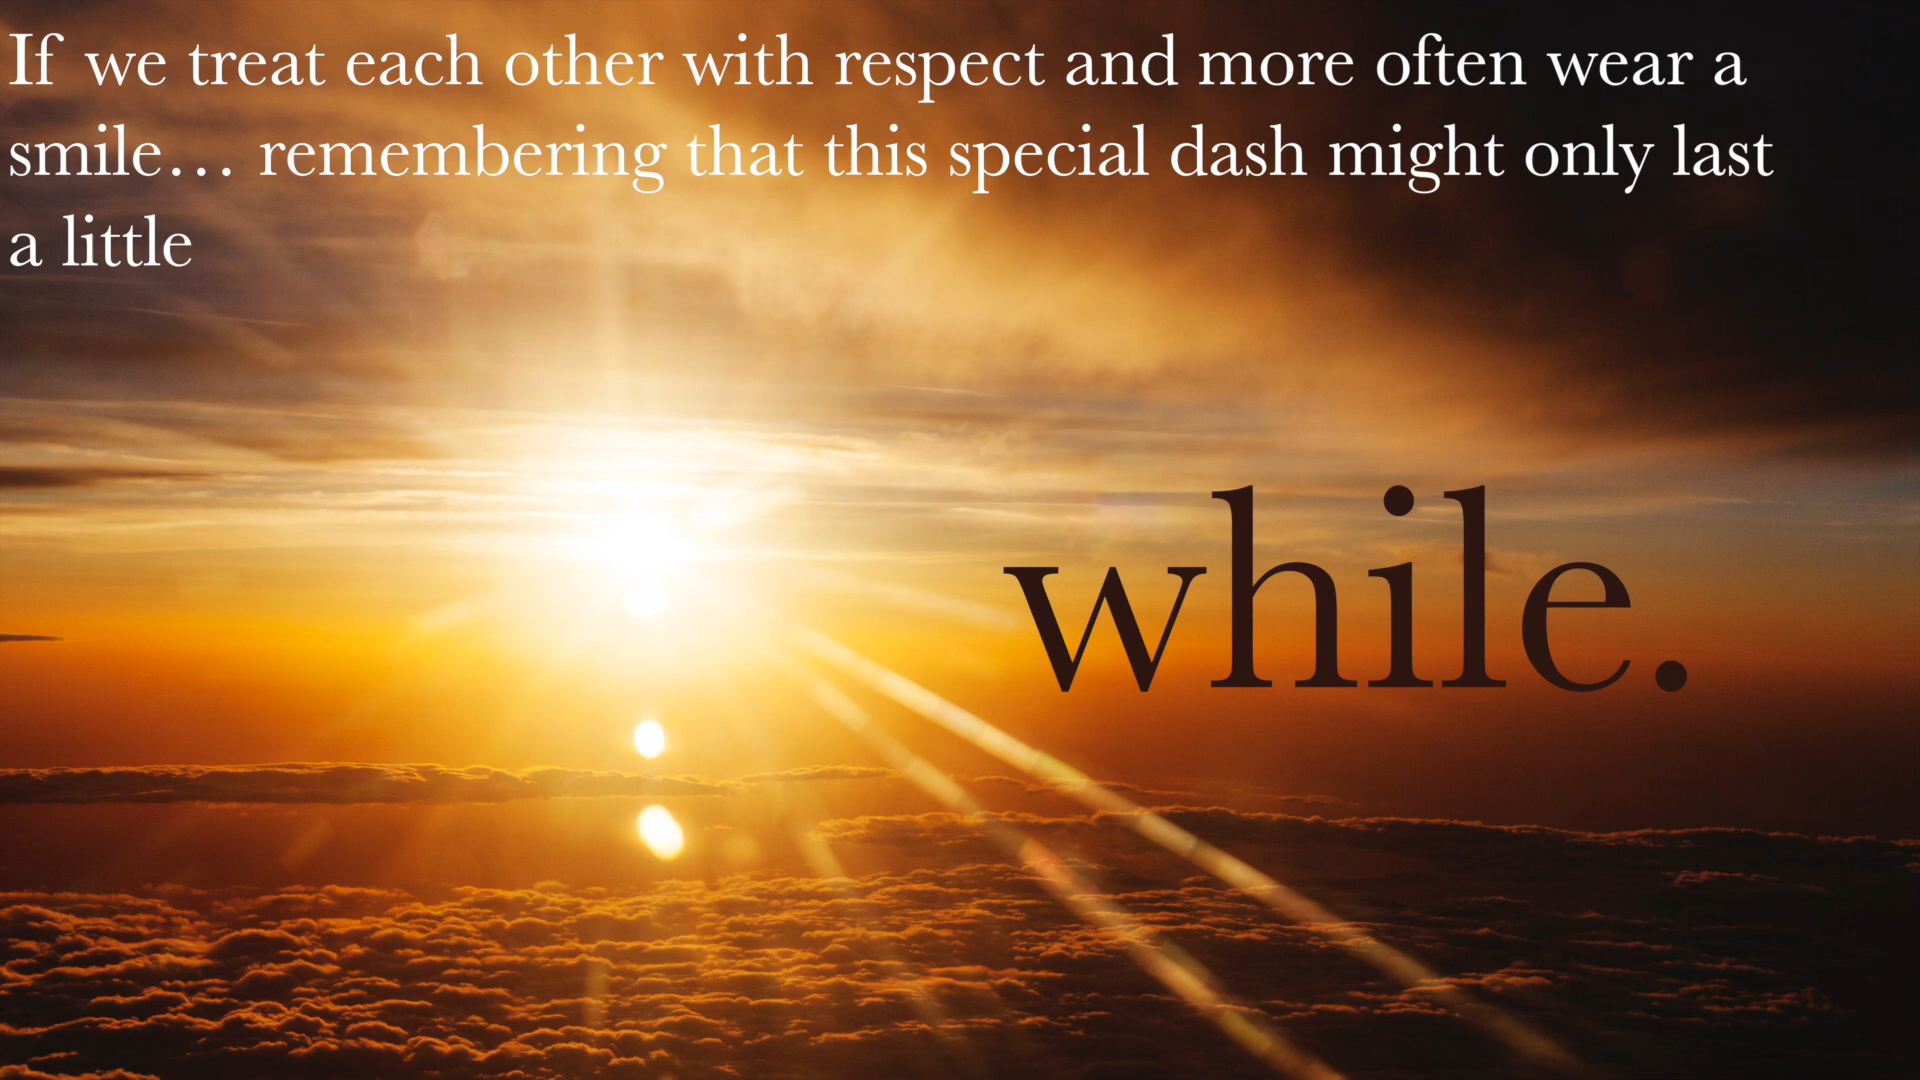 If we treat each other with respect and more often wear a
smile… remembering that this special dash might only last
a little
while.